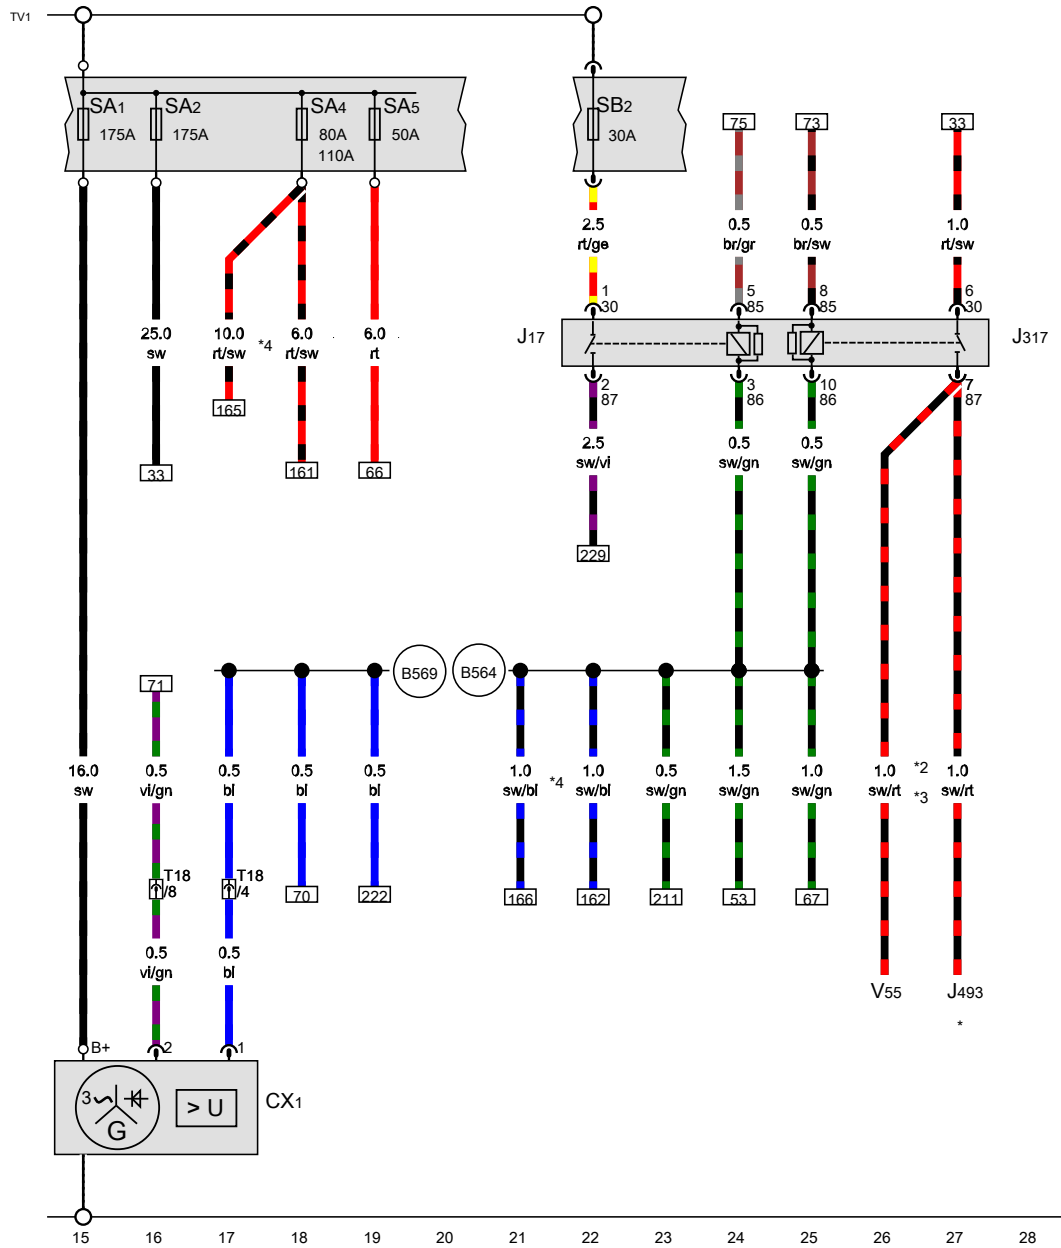 TV1
SA1 SA2 SA4 SA5 SB2
175A 175A 80A 50A 30A
110A
75 73 33
2.5 0.5 0.5 1.0
rt/ge br/gr br/sw rt/sw
1 5 8 6
30 85 85 30
J17 J317
25.0 10.0 *4 6.0 6.0
sw rt/sw rt/sw rt
2 3 10 7
87 86 86 87
165
2.5 0.5 0.5
sw/vi sw/gn sw/gn
33 161 66
229
71 B569 B564
16.0 0.5 0.5 0.5 0.5 1.0 *4 1.0 0.5 1.5 1.0 1.0 *2 1.0
sw vi/gn bl bl bl sw/bl sw/bl sw/gn sw/gn sw/gn sw/rt *3 sw/rt
T18 T18
/8 /4
70 222 166 162 211 53 67
0.5 0.5
vi/gn bl
V55 J493
*
B+ 2 1
3 G > U CX1
15 16 17 18 19 20 21 22 23 24 25 26 27 28